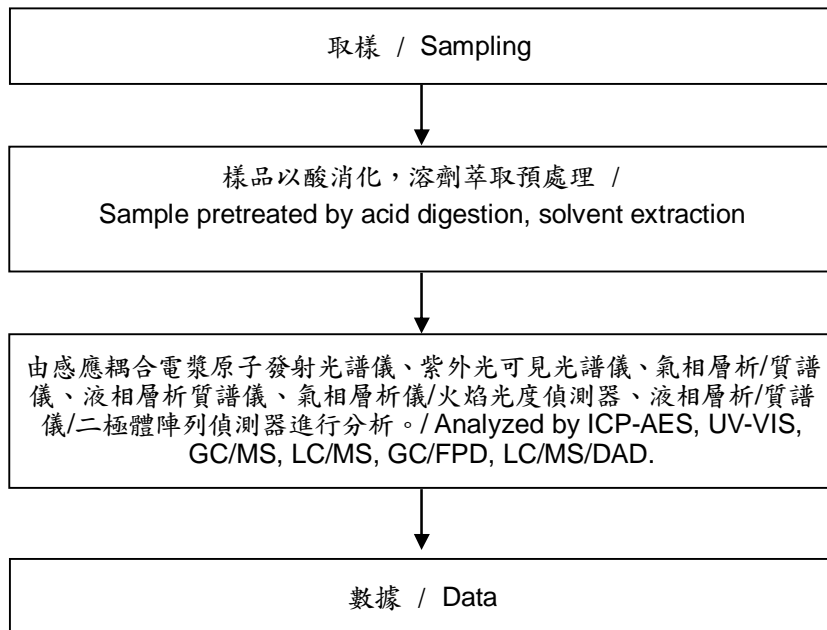 取樣 / Sampling
樣品以酸消化，溶劑萃取預處理 /
Sample pretreated by acid digestion, solvent extraction
由感應耦合電漿原子發射光譜儀、紫外光可見光譜儀、氣相層析/質譜
儀、液相層析質譜儀、氣相層析儀/火焰光度偵測器、液相層析/質譜
儀/二極體陣列偵測器進行分析。/ Analyzed by ICP-AES, UV-VIS,
GC/MS, LC/MS, GC/FPD, LC/MS/DAD.
數據 / Data